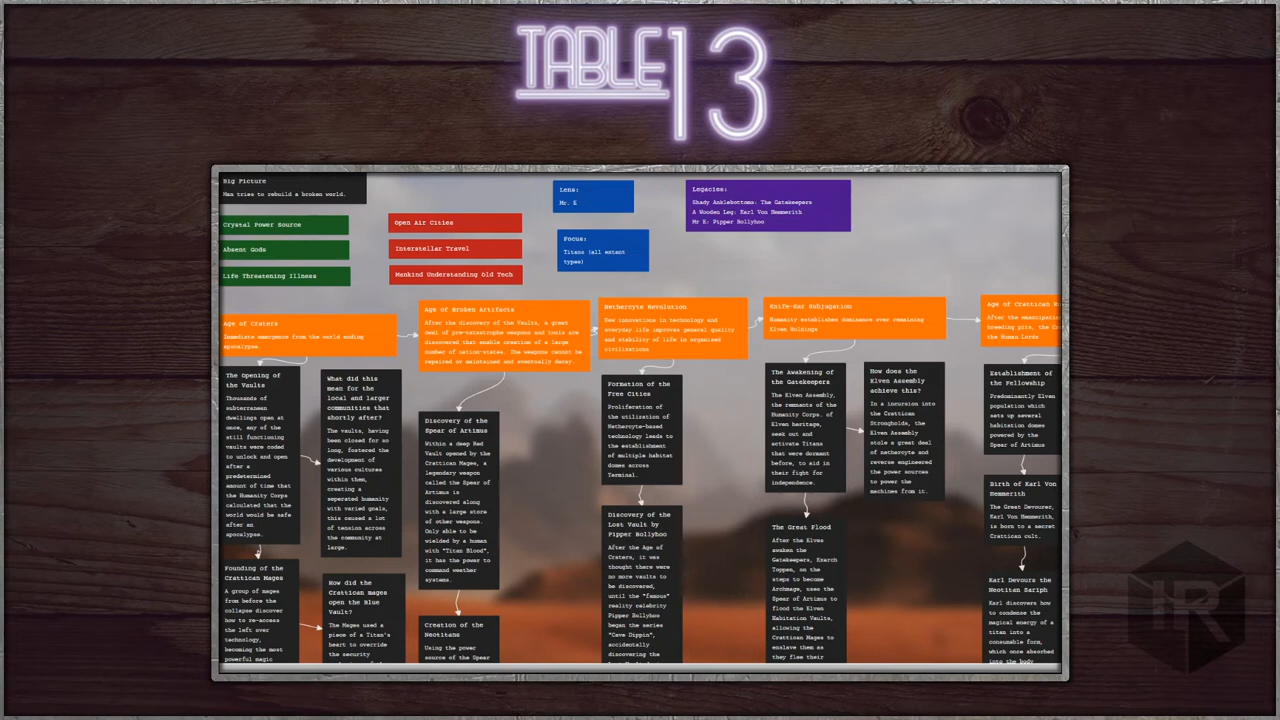 TABLE 13
Big Picture
Man tries to rebuild a broken world.
Crystal Power Source
Absent Gods
Life Threatening Illness
Open Air Cities
Interstellar Travel
Mankind Understanding Old Tech
Lens:
Mr. E
Focus:
Titans (all extant
types)
Legacies:
Shady Anklebottoms: The Gatekeepers
A Wooden Leg: Karl Von Hemmerith
Mr E: Pipper Bollyhoo
Age of Craters
Immediate emergence from the world ending
apocalypse.
The Opening of
the Vaults
Thousands of
subterranean
dwellings open at
once, any of the
still functioning
vaults were coded
to unlock and open
after a
predetermined
amount of time that
the Humanity Corps
calculated that the
world would be safe
after an
apocalypse.
What did this
mean for the
local and larger
communities that
shortly after?
The vaults, having
been closed for so
long, fostered the
development of
various cultures
within them,
creating a
seperated humanity
with varied goals,
this caused a lot
of tension across
the community at
large.
Founding of the
Crattican Mages
A group of mages
from before the
collapse discover
how to re-access
the left over
technology,
becoming the most
powerful magic
How did the
Crattican mages
open the Blue
Vault?
The Mages used a
piece of a Titan's
heart to override
the security
Age of Broken Artifacts
After the discovery of the Vaults, a great
deal of pre-catastrophe weapons and tools are
discovered that enable creation of a large
number of nation-states. The weapons cannot be
repaired or maintained and eventually decay.
Discovery of the
Spear of Artimus
Within a deep Red
Vault opened by the
Crattican Mages, a
legendary weapon
called the Spear of
Artimus is
discovered along
with a large store
of other weapons.
Only able to be
wielded by a human
with "Titan Blood",
it has the power to
command weather
systems.
Creation of the
Neotitans
Using the power
source of the Spear
Nethercyte Revolution
New innovations in technology and
everyday life improves general quality
and stability of life in organized
civilizations
Formation of the
Free Cities
Proliferation of
the utilization of
Nethercyte-based
technology leads to
the establishment
of multiple habitat
domes across
Terminal.
Discovery of the
Lost Vault by
Pipper Bollyhoo
After the Age of
Craters, it was
thought there were
no more vaults to
be discovered,
until the "famous"
reality celebrity
Pipper Bollyhoo
began the series
"Cave Dippin",
accidentally
discovering the
Knife-Ear Subjugation
Humanity establishes dominance over remaining
Elven Holdings
The Awakening of
the Gatekeepers
The Elven Assembly,
the remnants of the
Humanity Corps. of
Elven heritage,
seek out and
activate Titans
that were dormant
before, to aid in
their fight for
independence.
How does the
Elven Assembly
achieve this?
In a incursion into
the Crattican
Strongholds, the
Elven Assembly
stole a great deal
of nethercyte and
reverse engineered
the power sources
to power the
machines from it.
The Great Flood
After the Elves
awaken the
Gatekeepers, Exarch
Toppen, on the
steps to become
Archmage, uses the
Spear of Artimus to
flood the Elven
Habitation Vaults,
allowing the
Crattican Mages to
enslave them as
they flee their
Age of Crattican
After the emancipati
breeding pits, the Cr
the Human Lords
Establishment of
the Fellowship
Predominantly Elven
population which
sets up several
habitation domes
powered by the
Spear of Artimus
Birth of Karl Von
Hemmerith
The Great Devourer,
Karl Von Hemmerith,
is born to a secret
Crattican cult.
Karl Devours the
Neotitan Sariph
Karl discovers how
to condense the
magical energy of a
titan into a
consumable form,
which once absorbed
into the body